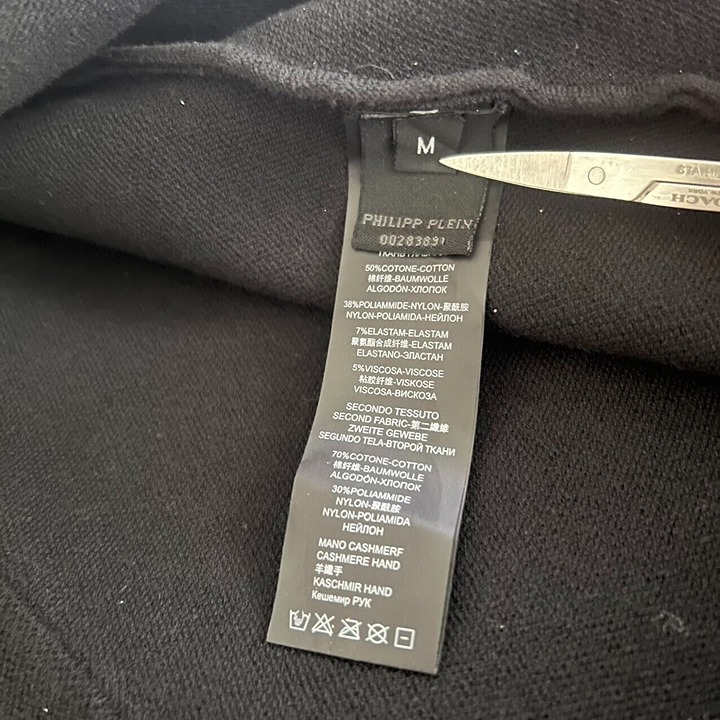 M
PHILIPP PLEIN
50%COTONE-COTTON
棉纤维-BAUMWOLLE
ALGODÓN-ХЛОПОК
38%POLIAMMIDE-NYLON-聚酰胺
NYLON-POLIAMIDA-НЕЙЛОН
7%ELASTAM-ELASTAM
聚氨酯合成纤维-ELASTAM
ELASTANO-ЭЛАСТАН
5%VISCOSA-VISCOSE
粘胶纤维-VISKOSE
VISCOSA-ВИСКОЗА
SECONDO TESSUTO
SECOND FABRIC-第二纖維
ZWEITE GEWEBE
SEGUNDO TELA-ВТОРОЙ ТКАНИ
70%COTONE-COTTON
棉纤维-BAUMWOLLE
ALGODÓN-ХЛОПОК
30%POLIAMMIDE
NYLON-聚酰胺
NYLON-POLIAMIDA
НЕЙЛОН
MANO CASHMERF
CASHMERE HAND
羊纖手
KASCHMIR HAND
Кешемир РУК